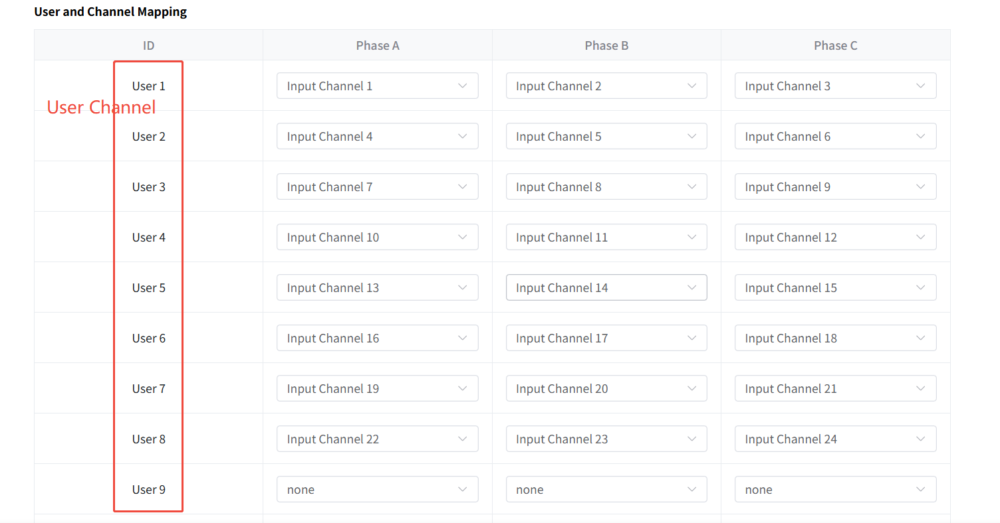 User and Channel Mapping
ID Phase A Phase B Phase C
User 1 Input Channel 1 Input Channel 2 Input Channel 3
User Channel
User 2 Input Channel 4 Input Channel 5 Input Channel 6
User 3 Input Channel 7 Input Channel 8 Input Channel 9
User 4 Input Channel 10 Input Channel 11 Input Channel 12
User 5 Input Channel 13 Input Channel 14 Input Channel 15
User 6 Input Channel 16 Input Channel 17 Input Channel 18
User 7 Input Channel 19 Input Channel 20 Input Channel 21
User 8 Input Channel 22 Input Channel 23 Input Channel 24
User 9 none none none